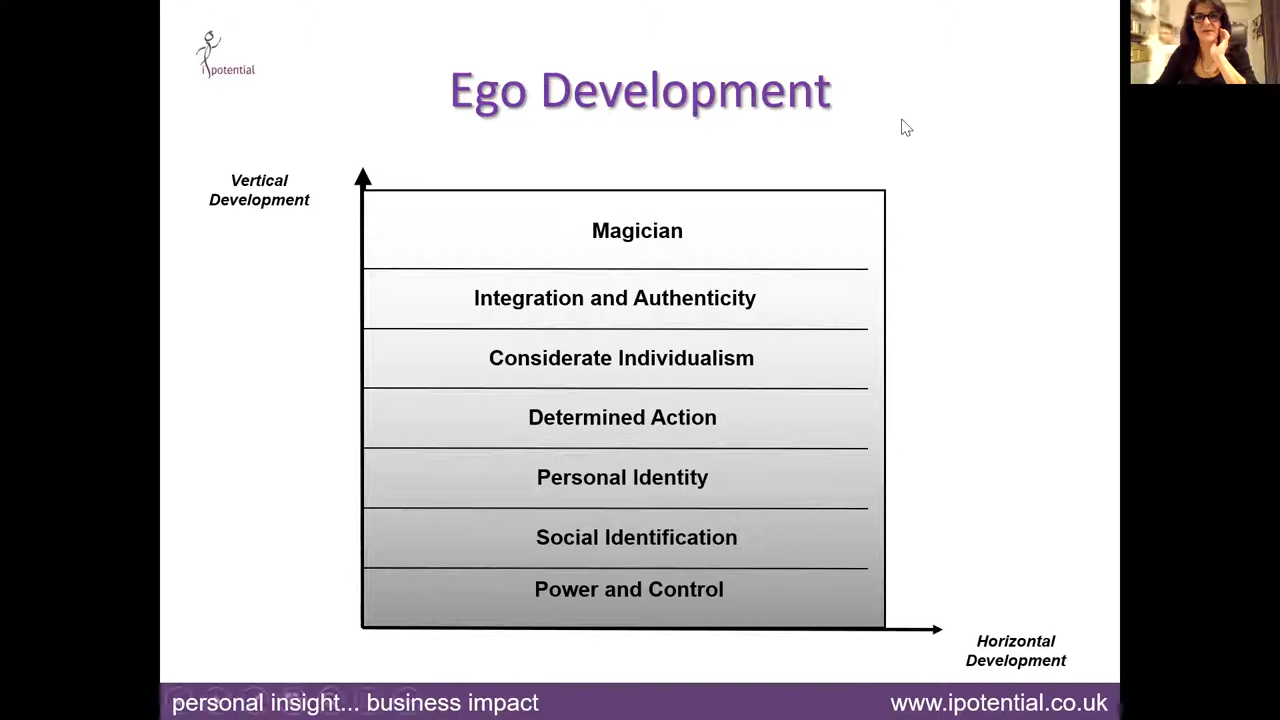 ipotential
Ego Development
Vertical
Development
Magician
Integration and Authenticity
Considerate Individualism
Determined Action
Personal Identity
Social Identification
Power and Control
Horizontal
Development
personal insight... business impact
www.ipotential.co.uk